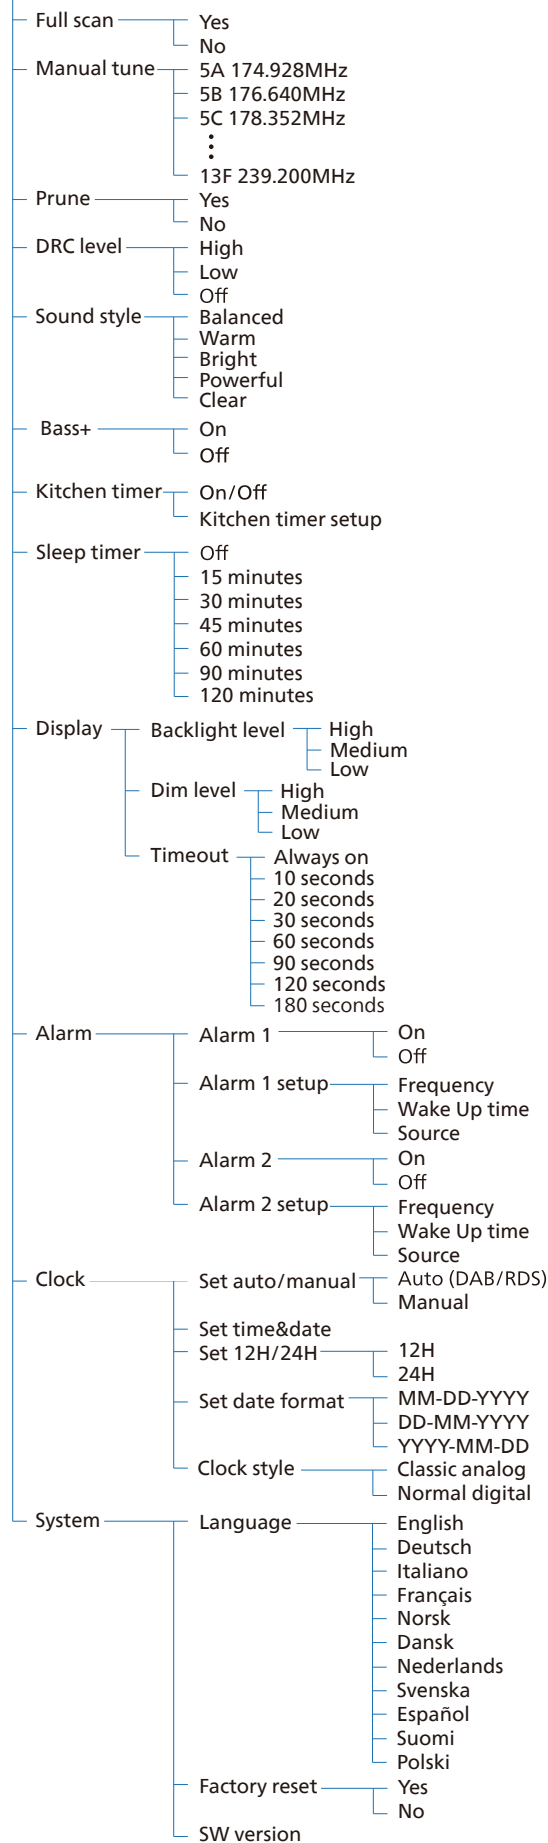 Full scan
Yes
No
Manual tune
5A 174.928MHz
5B 176.640MHz
5C 178.352MHz
13F 239.200MHz
Prune
Yes
No
DRC level
High
Low
Off
Sound style
Balanced
Warm
Bright
Powerful
Clear
Bass+
On
Off
Kitchen timer
On/Off
Kitchen timer setup
Sleep timer
Off
15 minutes
30 minutes
45 minutes
60 minutes
90 minutes
120 minutes
Display
Backlight level
High
Medium
Low
Dim level
High
Medium
Low
Timeout
Always on
10 seconds
20 seconds
30 seconds
60 seconds
90 seconds
120 seconds
180 seconds
Alarm
Alarm 1
On
Off
Alarm 1 setup
Frequency
Wake Up time
Source
Alarm 2
On
Off
Alarm 2 setup
Frequency
Wake Up time
Source
Clock
Set auto/manual
Auto (DAB/RDS)
Manual
Set time&date
Set 12H/24H
12H
24H
Set date format
MM-DD-YYYY
DD-MM-YYYY
YYYY-MM-DD
Clock style
Classic analog
Normal digital
System
Language
English
Deutsch
Italiano
Français
Norsk
Dansk
Nederlands
Svenska
Español
Suomi
Polski
Factory reset
Yes
No
SW version